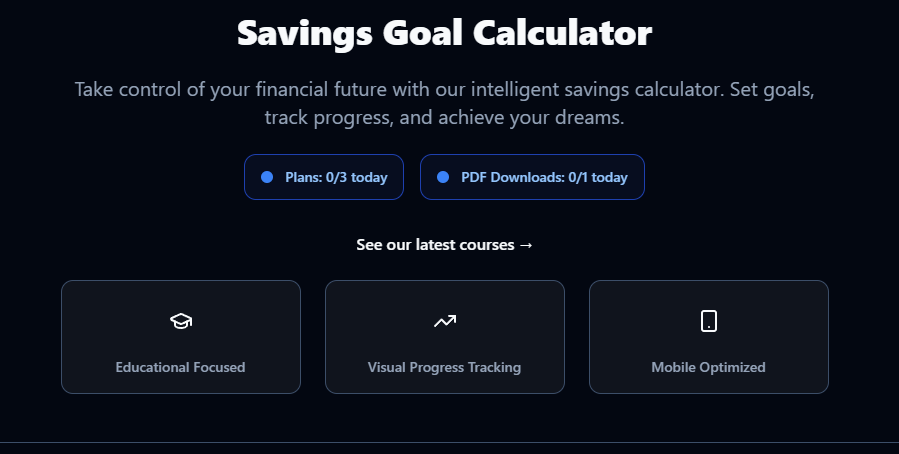 Savings Goal Calculator
Take control of your financial future with our intelligent savings calculator. Set goals,
track progress, and achieve your dreams.
Plans: 0/3 today
PDF Downloads: 0/1 today
See our latest courses →
Educational Focused
Visual Progress Tracking
Mobile Optimized